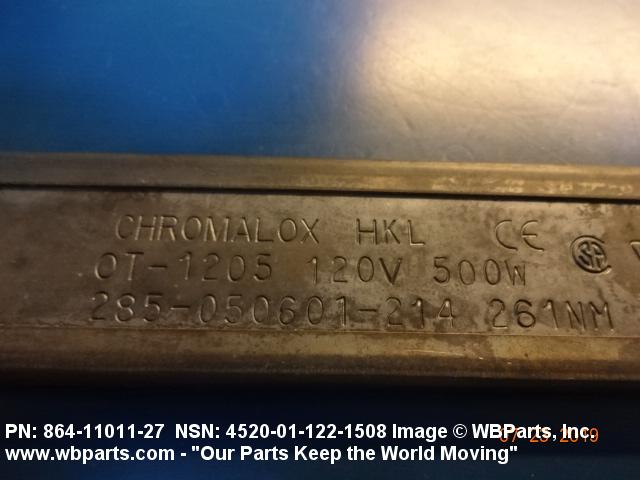 CHROMALOX HKL CE
OT-1205 120V 500W
285-050601-214 261NM
PN: 864-11011-27 NSN: 4520-01-122-1508 Image © WBParts, Inc.
www.wbparts.com - "Our Parts Keep the World Moving"